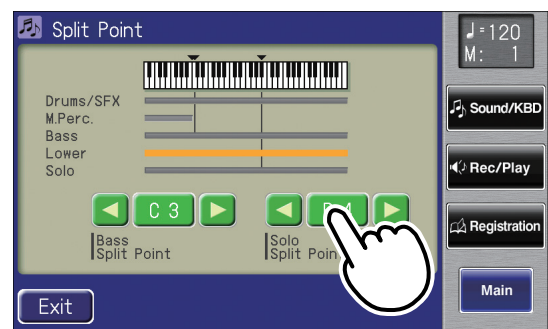 Split Point
♩=120
M: 1
Drums/SFX
M.Perc.
Bass
Lower
Solo
C 3
Bass
Split Point
Solo
Split Poin
Sound/KBD
Rec/Play
Registration
Main
Exit